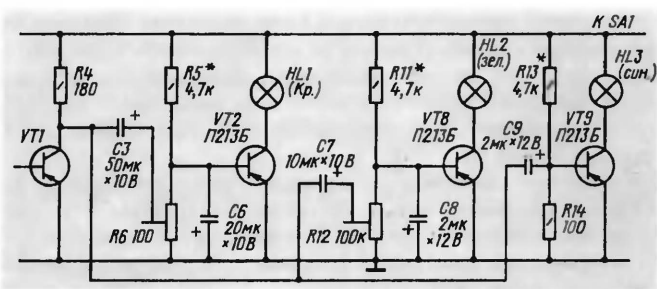 К SA1
R4
180
R5*
4,7к
HL1
(Кр.)
R11*
4,7к
HL2
(зел.)
R13*
4,7к
HL3
(син.)
VT1
C3
50мк
×10В
VT2
П213Б
C7
10мк×10В
VT8
П213Б
C9
2мк×12В
VT9
П213Б
R6 100
C6
20мк
×10В
R12 100к
C8
2мк
×12В
R14
100